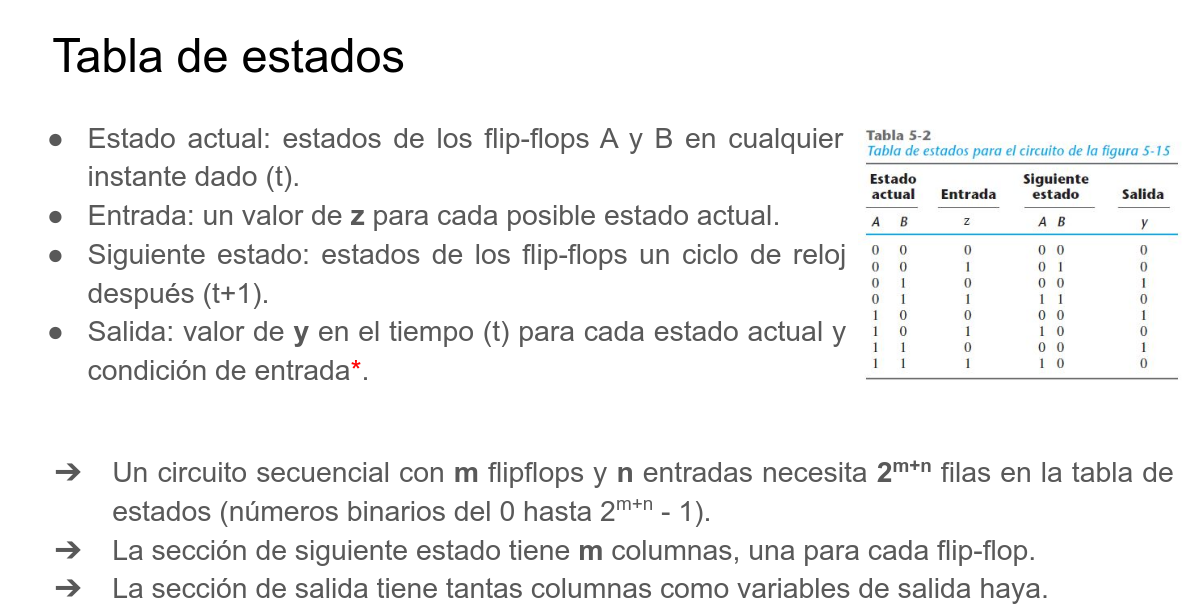 Tabla de estados
● Estado actual: estados de los flip-flops A y B en cualquier
instante dado (t).
● Entrada: un valor de z para cada posible estado actual.
● Siguiente estado: estados de los flip-flops un ciclo de reloj
después (t+1).
● Salida: valor de y en el tiempo (t) para cada estado actual y
condición de entrada*.
Tabla 5-2
Tabla de estados para el circuito de la figura 5-15
Estado Siguiente
actual Entrada estado Salida
A B z A B y
0 0 0 0 0 0
0 0 1 0 1 0
0 1 0 0 0 1
0 1 1 1 1 0
1 0 0 0 0 1
1 0 1 1 0 0
1 1 0 0 0 1
1 1 1 1 0 0
➔ Un circuito secuencial con m flipflops y n entradas necesita 2^m+n filas en la tabla de
estados (números binarios del 0 hasta 2^m+n - 1).
➔ La sección de siguiente estado tiene m columnas, una para cada flip-flop.
➔ La sección de salida tiene tantas columnas como variables de salida haya.